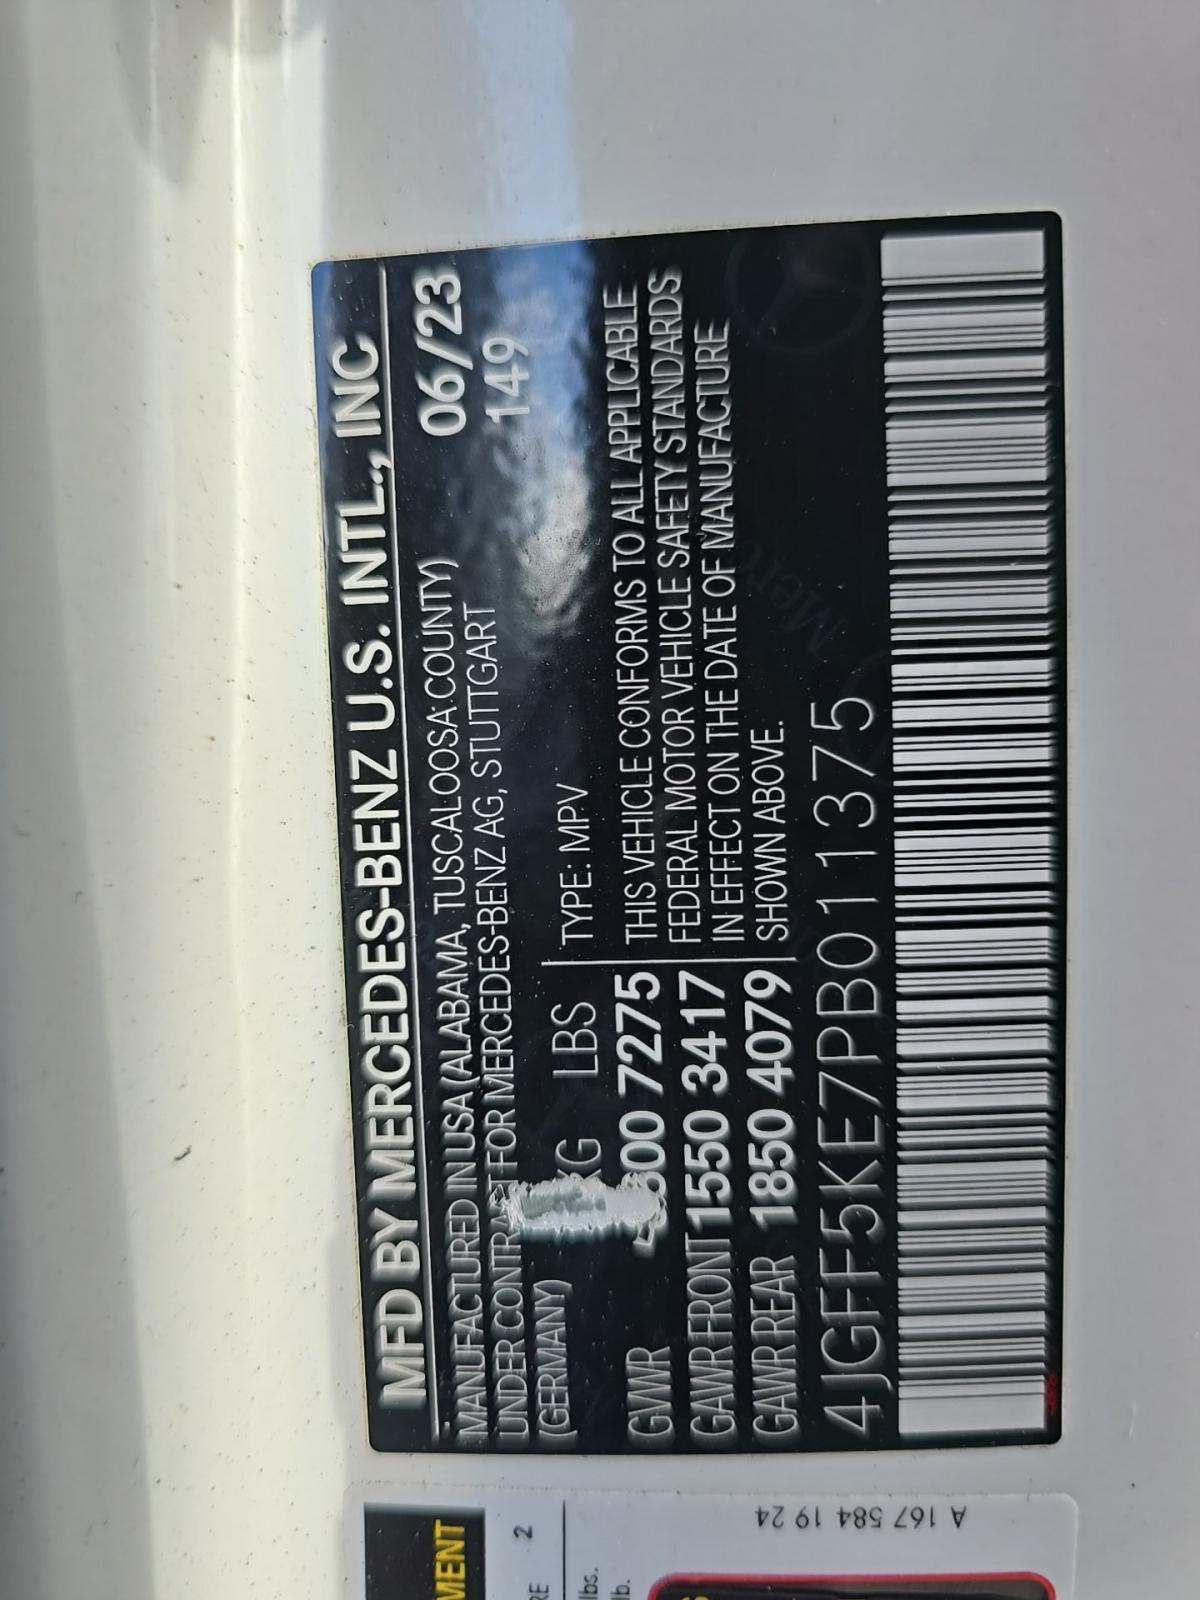 MFD BY MERCEDES-BENZ U.S. INTL., INC
MANUFACTURED IN USA (ALABAMA, TUSCALOOSA COUNTY) 06/23
UNDER CONTRACT FOR MERCEDES-BENZ AG, STUTTGART 149
(GERMANY)
KG LBS TYPE: MPV
GVWR 7275
GAWR FRONT 1550 3417
GAWR REAR 1850 4079
THIS VEHICLE CONFORMS TO ALL APPLICABLE
FEDERAL MOTOR VEHICLE SAFETY STANDARDS
IN EFFECT ON THE DATE OF MANUFACTURE
SHOWN ABOVE.
4JGFF5KE7PB011375
A 167 584 19 24
2
lbs.
lb.